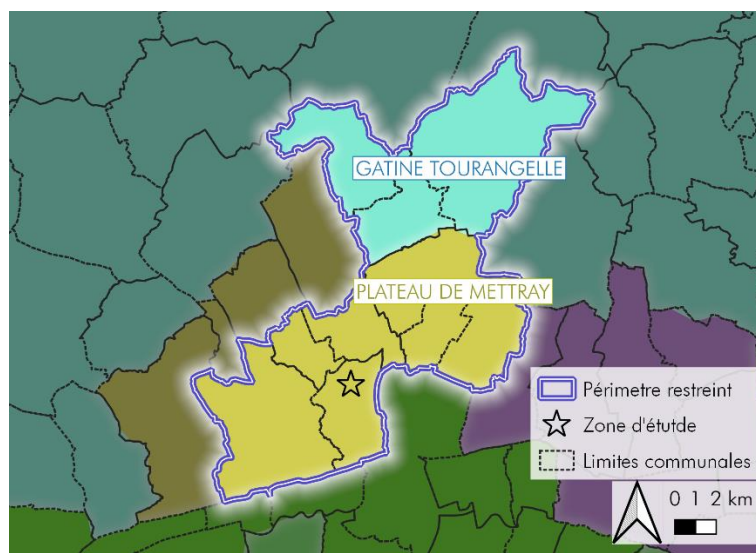 GATINE TOURANGELLE
PLATEAU DE METTRAY
Périmetre restreint
Zone d'étutde
Limites communales
0 1 2 km